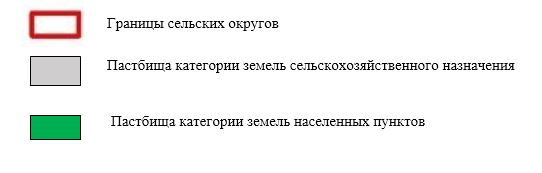 Границы сельских округов
Пастбища категории земель сельскохозяйственного назначения
Пастбища категории земель населенных пунктов